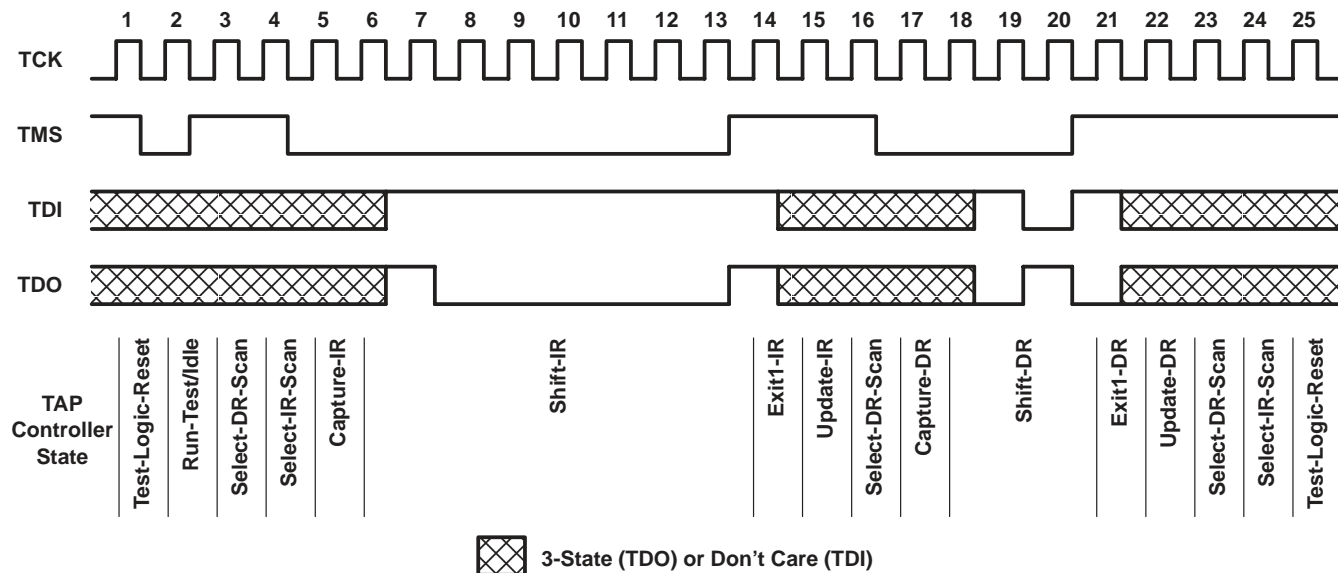 1 2 3 4 5 6 7 8 9 10 11 12 13 14 15 16 17 18 19 20 21 22 23 24 25
TCK
TMS
TDI
TDO
TAP
Controller
State
Test-Logic-Reset
Run-Test/Idle
Select-DR-Scan
Select-IR-Scan
Capture-IR
Shift-IR
Exit1-IR
Update-IR
Select-DR-Scan
Capture-DR
Shift-DR
Exit1-DR
Update-DR
Select-DR-Scan
Select-IR-Scan
Test-Logic-Reset
3-State (TDO) or Don’t Care (TDI)